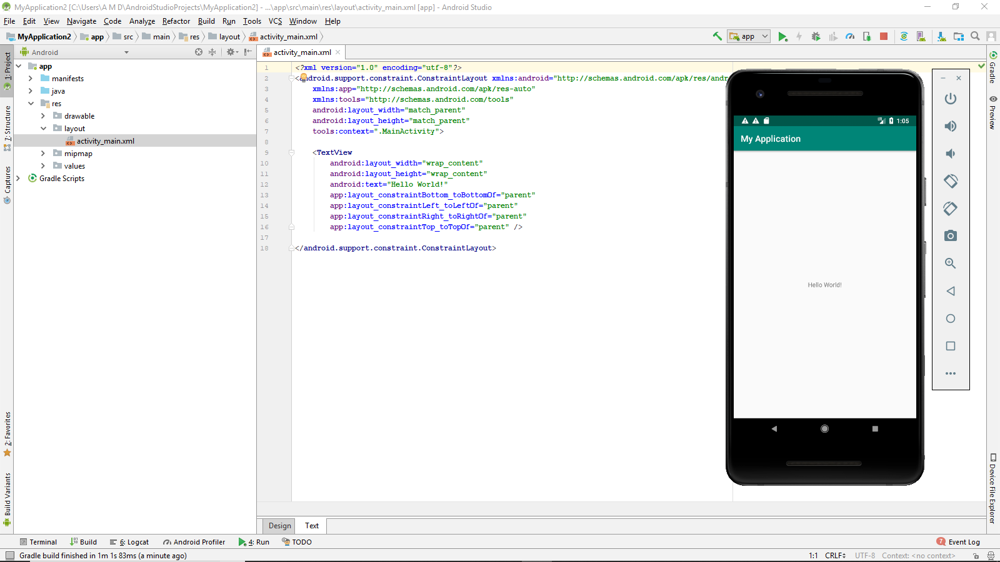 MyApplication2 [C:\Users\A M D\AndroidStudioProjects\MyApplication2] - ...\app\src\main\res\layout\activity_main.xml [app] - Android Studio
File Edit View Navigate Code Analyze Refactor Build Run Tools VCS Window Help
MyApplication2 app src main res layout activity_main.xml
app
Android
activity_main.xml
1: Project
7: Structure
Captures
2: Favorites
Build Variants
app
manifests
java
res
drawable
layout
activity_main.xml
mipmap
values
Gradle Scripts
1 <?xml version="1.0" encoding="utf-8"?>
2 <android.support.constraint.ConstraintLayout xmlns:android="http://schemas.android.com/apk/res/andr
3 xmlns:app="http://schemas.android.com/apk/res-auto"
4 xmlns:tools="http://schemas.android.com/tools"
5 android:layout_width="match_parent"
6 android:layout_height="match_parent"
7 tools:context=".MainActivity">
8
9 <TextView
10 android:layout_width="wrap_content"
11 android:layout_height="wrap_content"
12 android:text="Hello World!"
13 app:layout_constraintBottom_toBottomOf="parent"
14 app:layout_constraintLeft_toLeftOf="parent"
15 app:layout_constraintRight_toRightOf="parent"
16 app:layout_constraintTop_toTopOf="parent" />
17
18 </android.support.constraint.ConstraintLayout>
LTE 1:05
My Application
Hello World!
Gradle
Preview
Device File Explorer
Design Text
Terminal Build 6: Logcat Android Profiler 4: Run TODO
7 Event Log
Gradle build finished in 1m 1s 83ms (a minute ago)
1:1 CRLF UTF-8 Context: <no context>